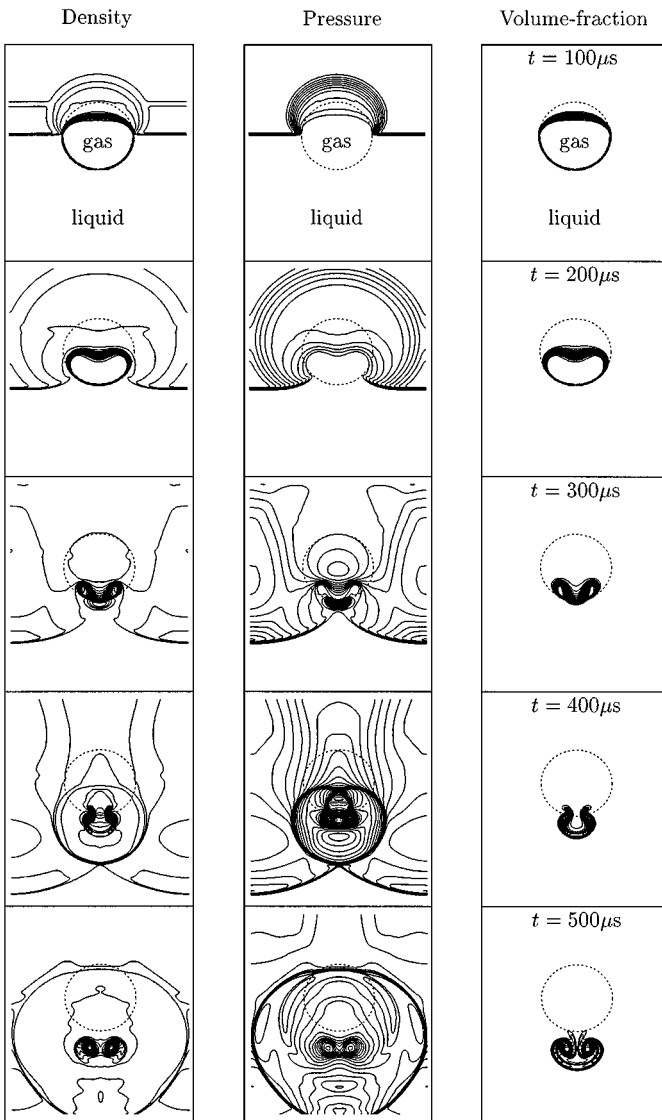 Density Pressure Volume-fraction
t = 100μs
gas gas gas
liquid liquid liquid
t = 200μs
t = 300μs
t = 400μs
t = 500μs